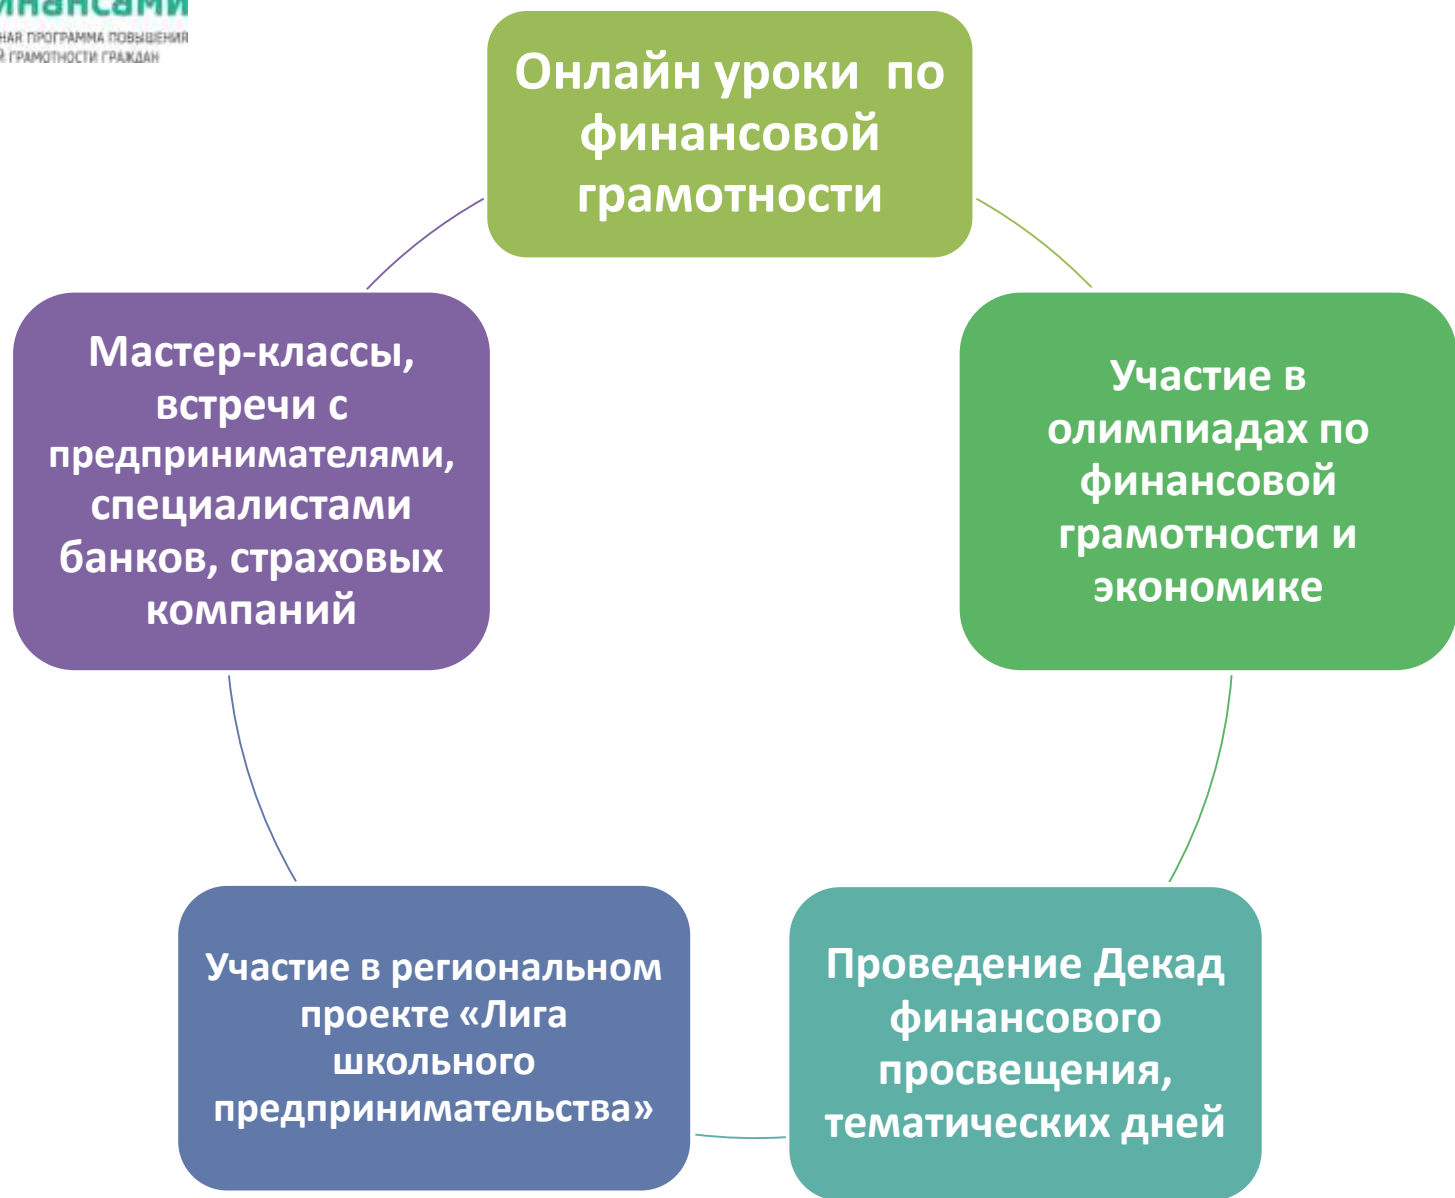 НАЯ ПРОГРАММА ПОВЫШЕНИЯ
ГРАМОТНОСТИ ГРАЖДАН
Онлайн уроки по
финансовой
грамотности
Участие в
олимпиадах по
финансовой
грамотности и
экономике
Проведение Декад
финансового
просвещения,
тематических дней
Участие в региональном
проекте «Лига
школьного
предпринимательства»
Мастер-классы,
встречи с
предпринимателями,
специалистами
банков, страховых
компаний